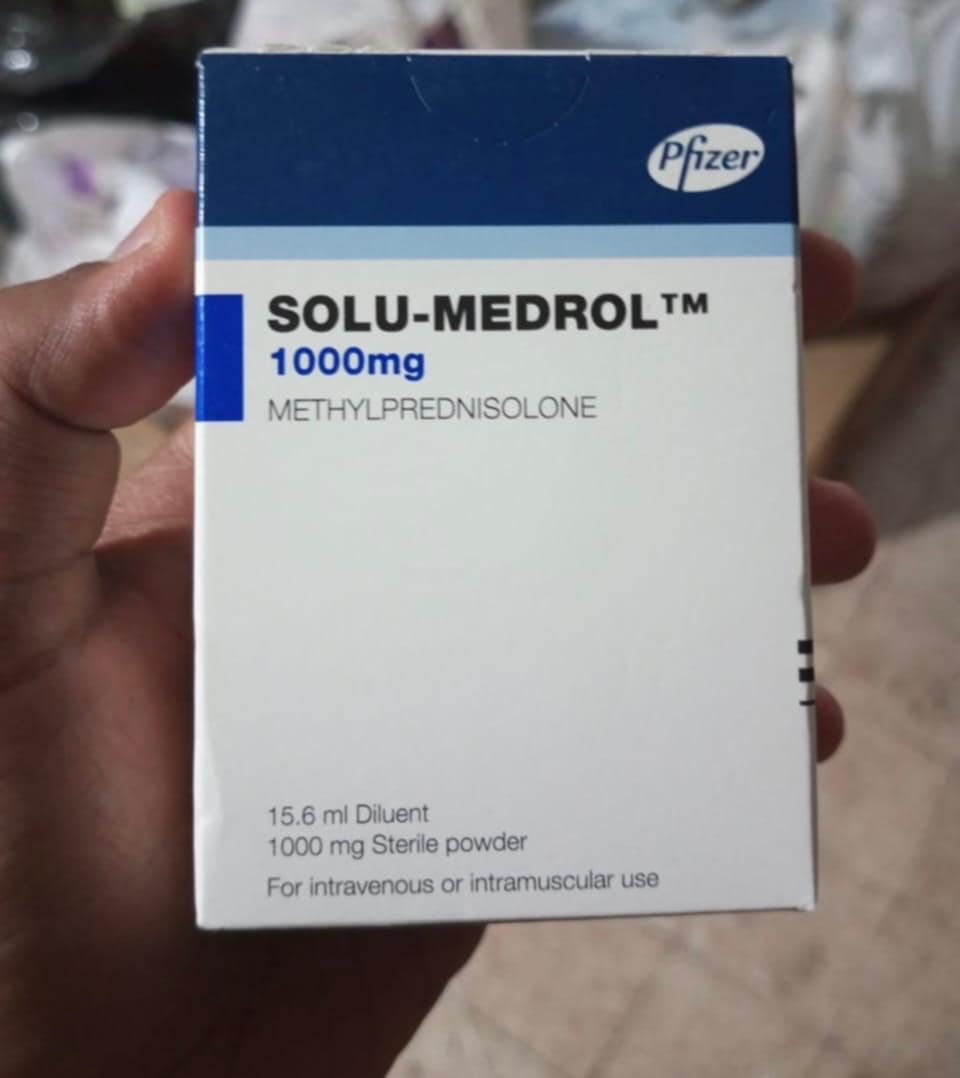 Pfizer
SOLU-MEDROL™
1000mg
METHYLPREDNISOLONE
15.6 ml Diluent
1000 mg Sterile powder
For intravenous or intramuscular use